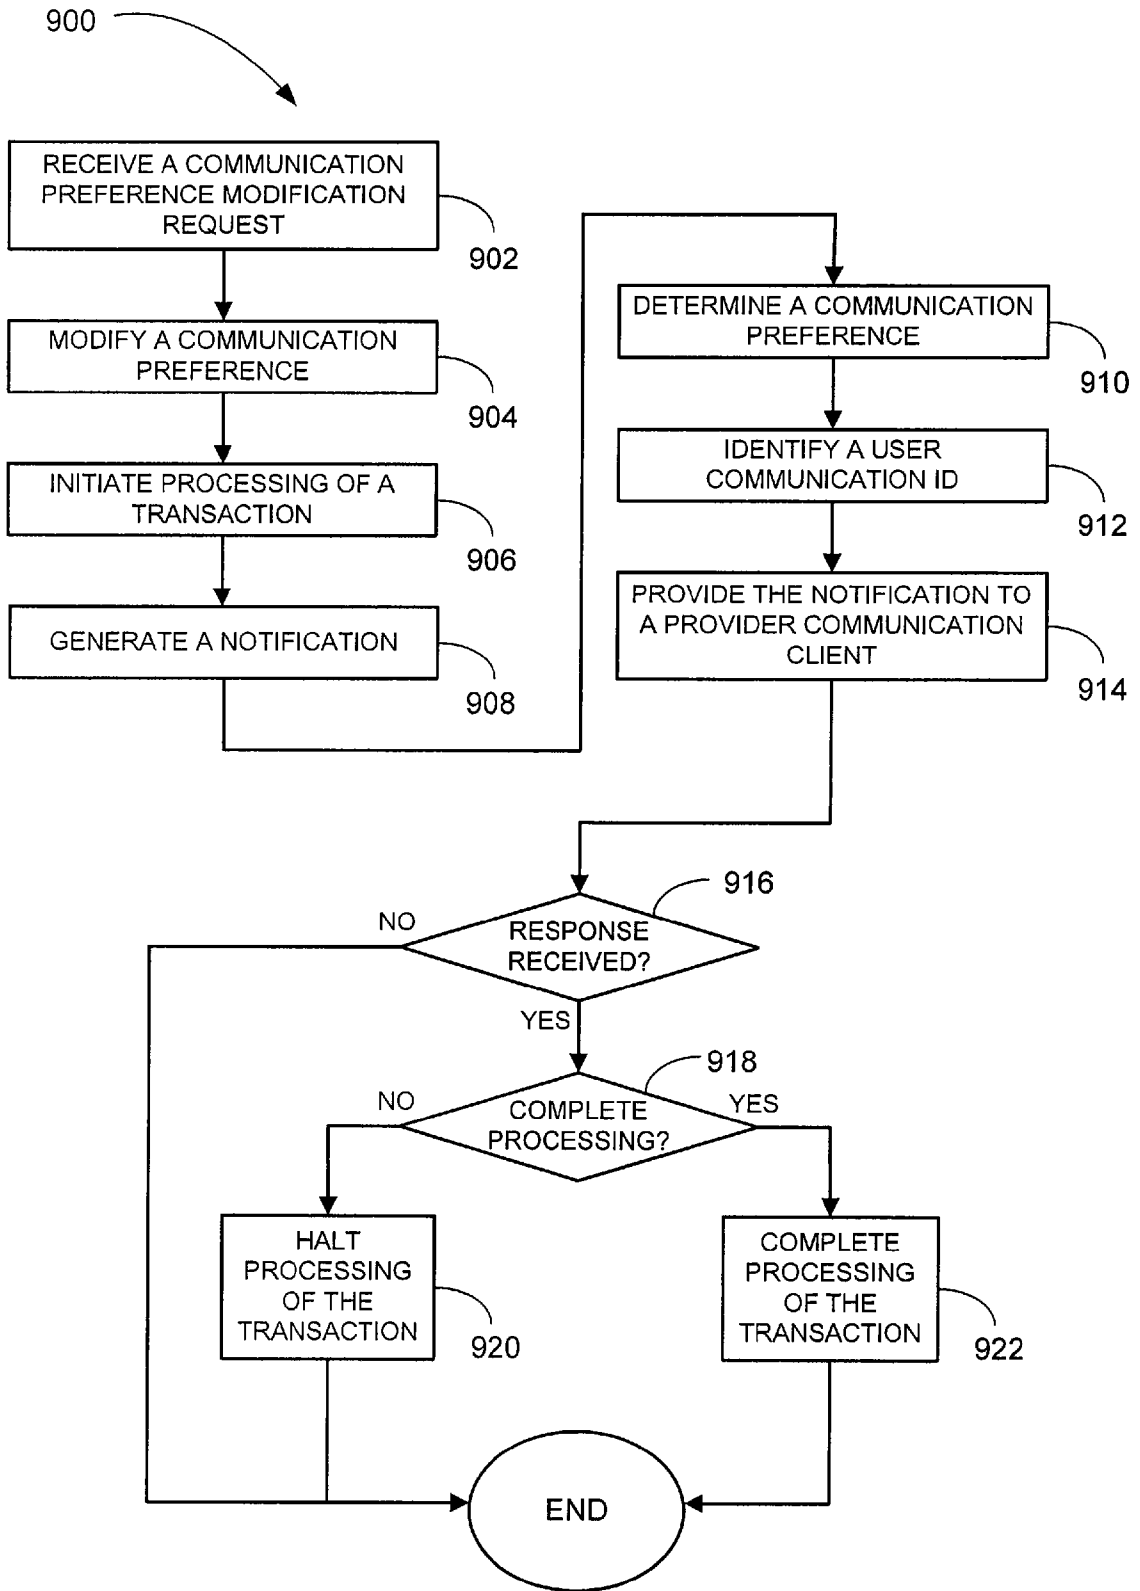 900
RECEIVE A COMMUNICATION
PREFERENCE MODIFICATION
REQUEST
902
MODIFY A COMMUNICATION
PREFERENCE
904
INITIATE PROCESSING OF A
TRANSACTION
906
GENERATE A NOTIFICATION
908
DETERMINE A COMMUNICATION
PREFERENCE
910
IDENTIFY A USER
COMMUNICATION ID
912
PROVIDE THE NOTIFICATION TO
A PROVIDER COMMUNICATION
CLIENT
914
916
NO
RESPONSE
RECEIVED?
YES
918
NO
COMPLETE
PROCESSING?
YES
HALT
PROCESSING
OF THE
TRANSACTION
920
COMPLETE
PROCESSING
OF THE
TRANSACTION
922
END